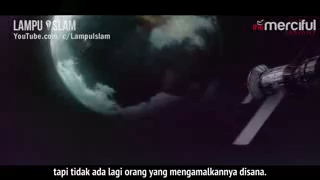 LAMPU ISLAM
YouTube.com/c/LampuIslam
merciful
tapi tidak ada lagi orang yang mengamalkannya disana.